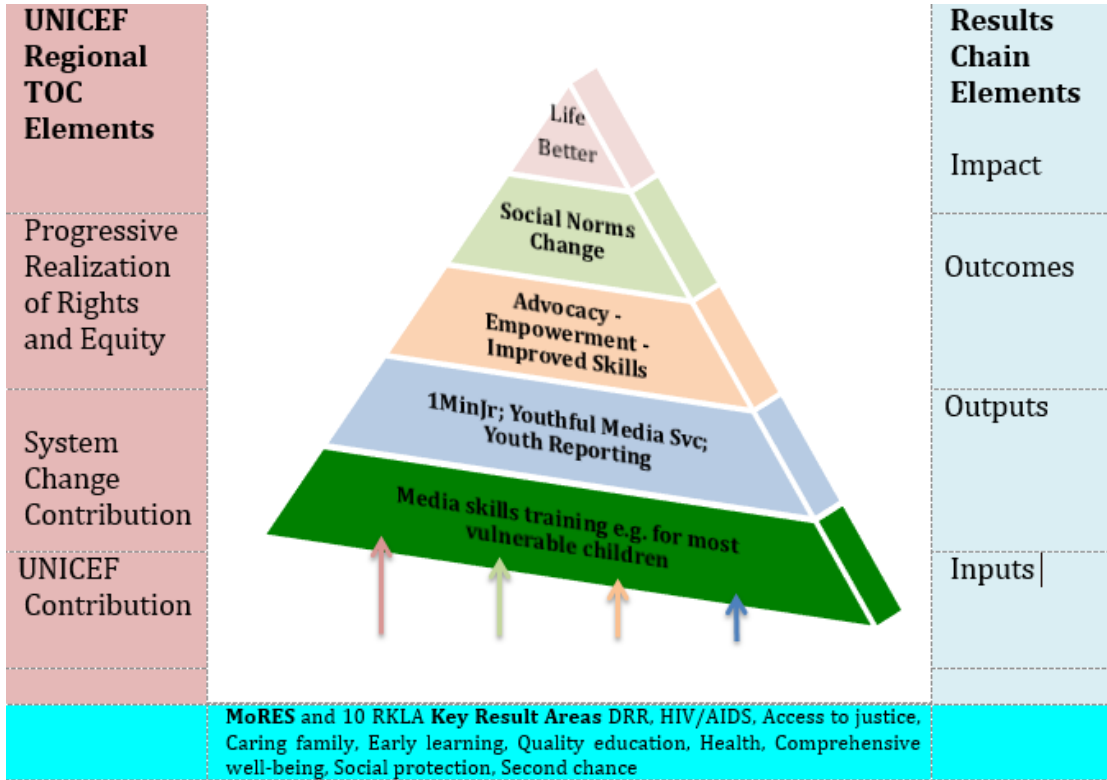 UNICEF
Regional
TOC
Elements
Progressive
Realization
of Rights
and Equity
System
Change
Contribution
UNICEF
Contribution
Life
Better
Social Norms
Change
Advocacy -
Empowerment -
Improved Skills
1MinJr; Youthful Media Svc;
Youth Reporting
Media skills training e.g. for most
vulnerable children
Results
Chain
Elements
Impact
Outcomes
Outputs
Inputs
MoRES and 10 RKLA Key Result Areas DRR, HIV/AIDS, Access to justice,
Caring family, Early learning, Quality education, Health, Comprehensive
well-being, Social protection, Second chance